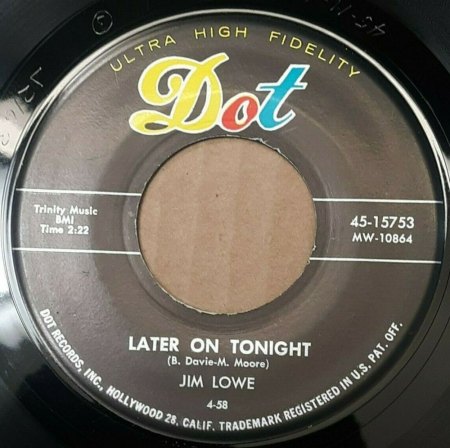 ULTRA HIGH FIDELITY
Dot
Trinity Music
BMI
Time 2:22
45-15753
MW-10864
LATER ON TONIGHT
(B. Davie-M. Moore)
JIM LOWE
4-58
DOT RECORDS, INC., HOLLYWOOD 28, CALIF. TRADEMARK REGISTERED IN U.S. PAT. OFF.